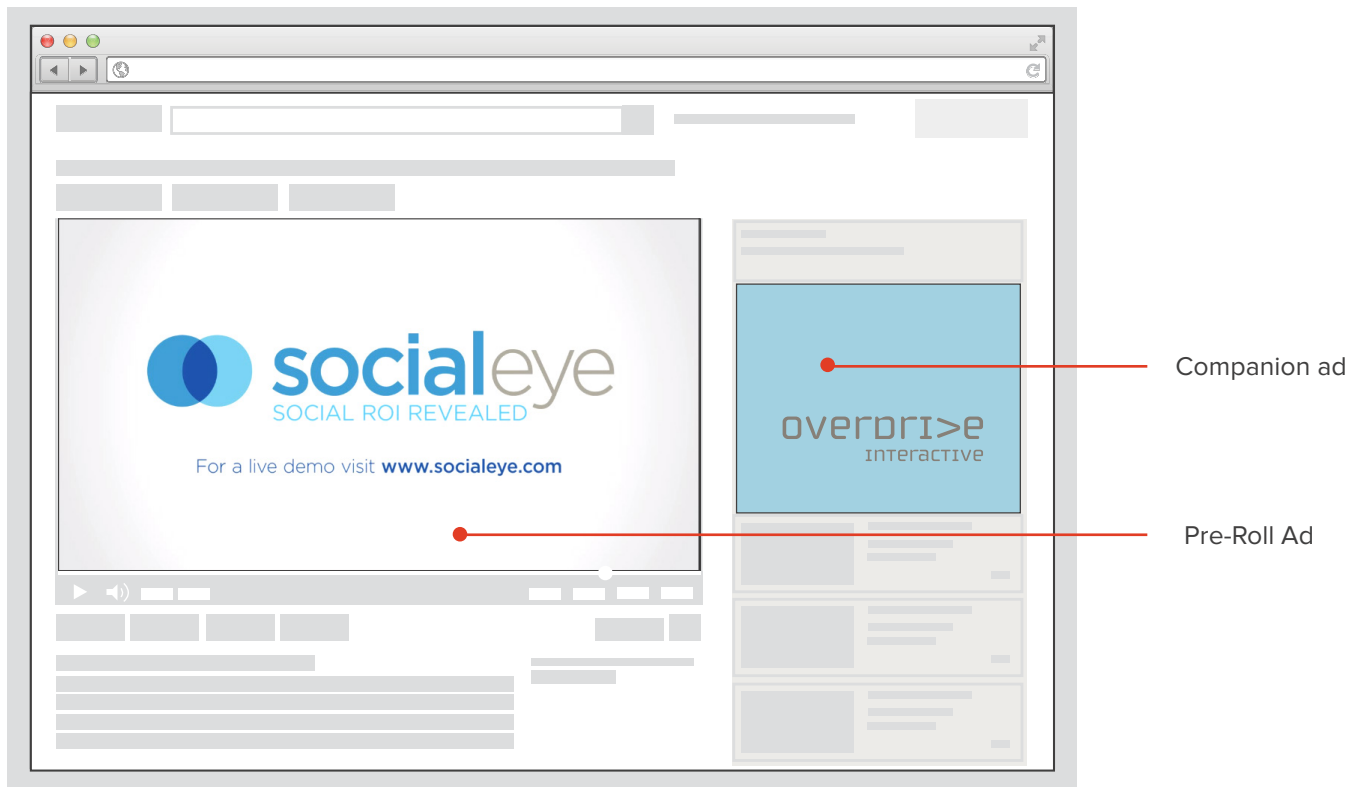 socialeye
SOCIAL ROI REVEALED
For a live demo visit www.socialeye.com
Companion ad
overdri>e
interactive
Pre-Roll Ad